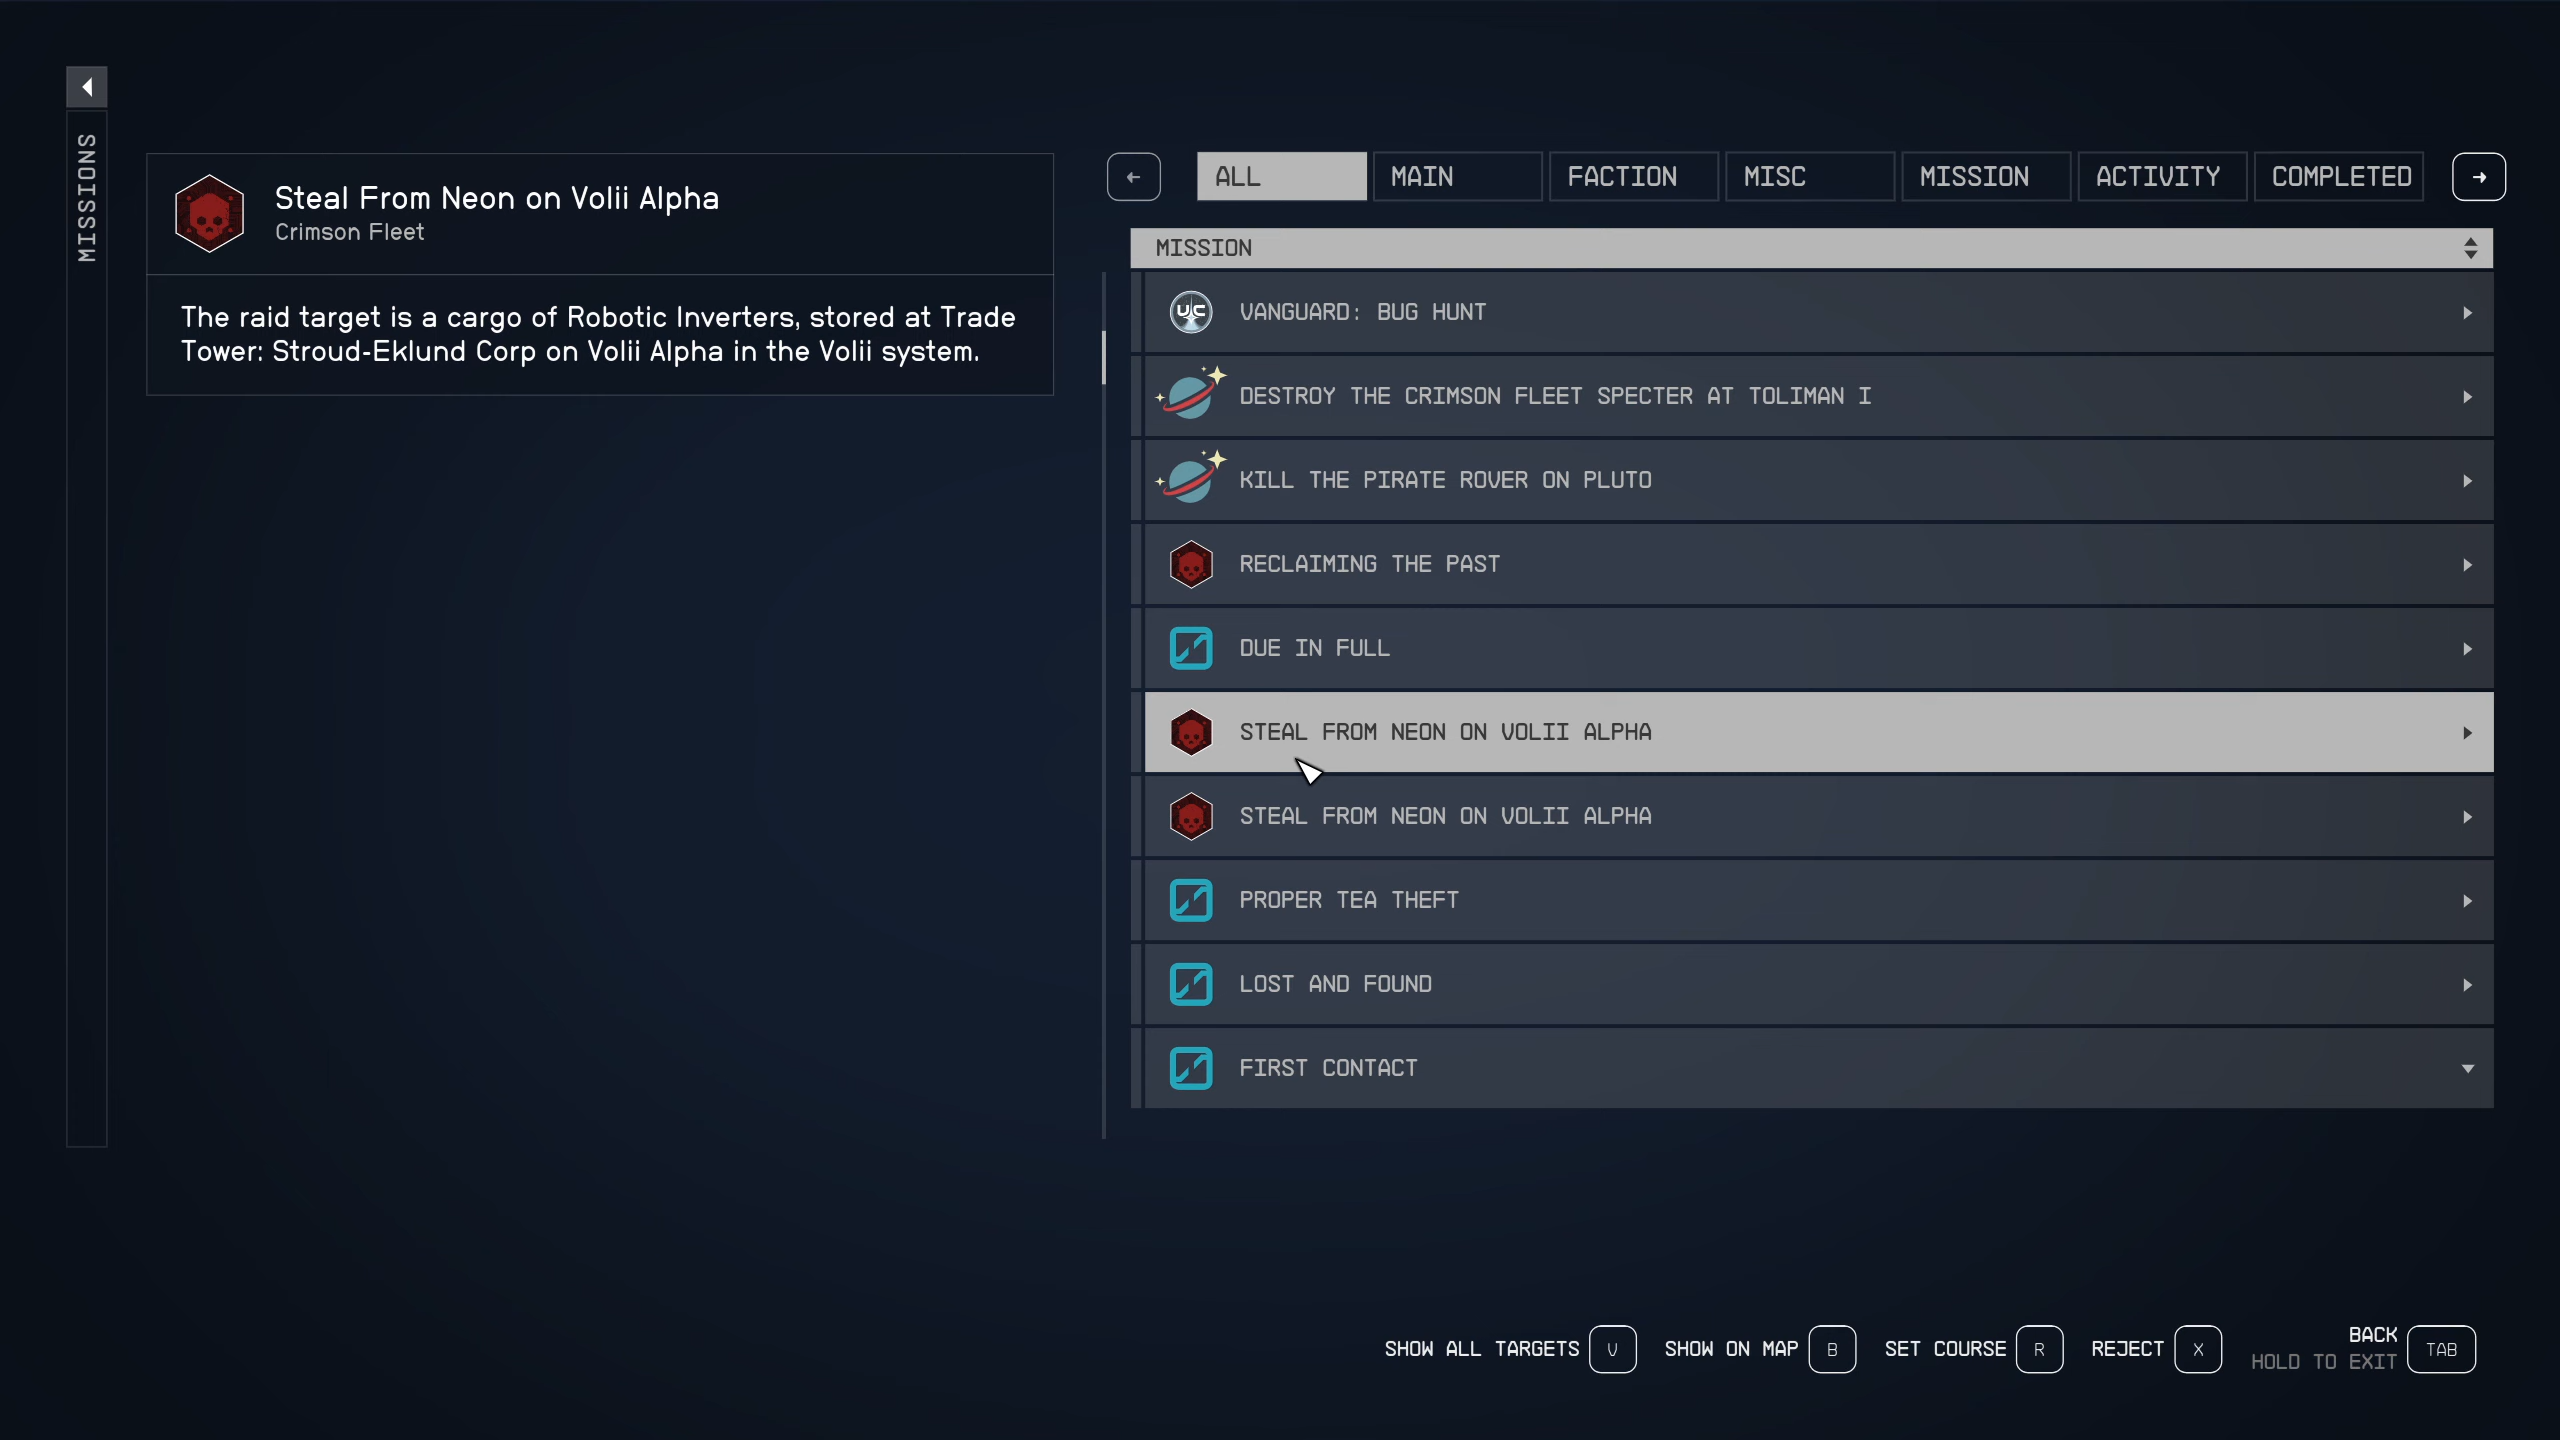 MISSIONS
Steal From Neon on Volii Alpha
Crimson Fleet
The raid target is a cargo of Robotic Inverters, stored at Trade
Tower: Stroud-Eklund Corp on Volii Alpha in the Volii system.
ALL
MAIN
FACTION
MISC
MISSION
ACTIVITY
COMPLETED
MISSION
UC
VANGUARD: BUG HUNT
DESTROY THE CRIMSON FLEET SPECTER AT TOLIMAN I
KILL THE PIRATE ROVER ON PLUTO
RECLAIMING THE PAST
DUE IN FULL
STEAL FROM NEON ON VOLII ALPHA
STEAL FROM NEON ON VOLII ALPHA
PROPER TEA THEFT
LOST AND FOUND
FIRST CONTACT
SHOW ALL TARGETS V
SHOW ON MAP B
SET COURSE R
REJECT X
BACK
HOLD TO EXIT
TAB